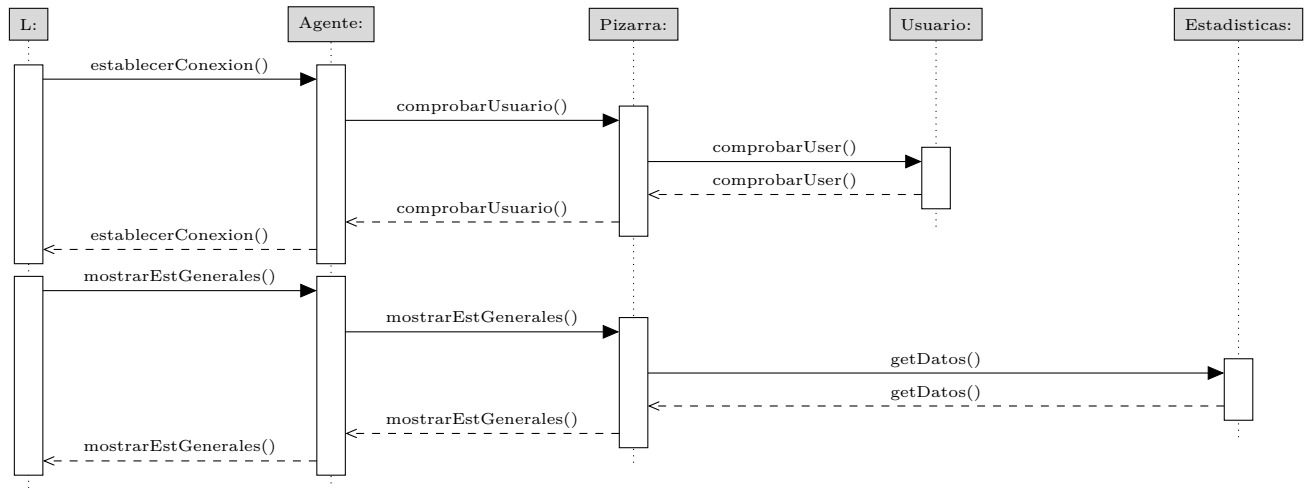 L:
Agente:
Pizarra:
Usuario:
Estadisticas:
establecerConexion()
comprobarUsuario()
comprobarUser()
comprobarUser()
comprobarUsuario()
establecerConexion()
mostrarEstGenerales()
mostrarEstGenerales()
getDatos()
getDatos()
mostrarEstGenerales()
mostrarEstGenerales()